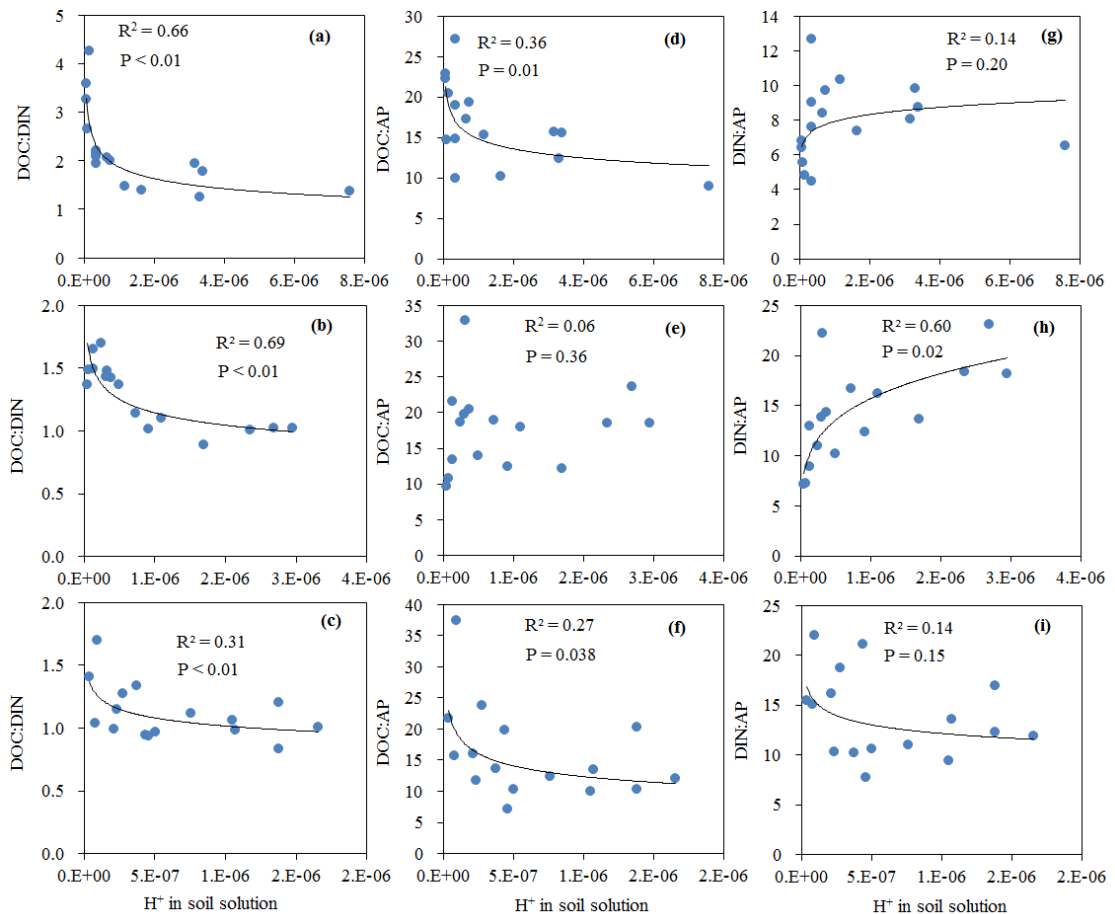 5
4
3
2
1
0
DOC:DIN
R² = 0.66
P < 0.01
(a)
0.E+00 2.E-06 4.E-06 6.E-06 8.E-06
30
25
20
15
10
5
0
DOC:AP
R² = 0.36
P = 0.01
(d)
0.E+00 2.E-06 4.E-06 6.E-06 8.E-06
14
12
10
8
6
4
2
0
DIN:AP
R² = 0.14
P = 0.20
(g)
0.E+00 2.E-06 4.E-06 6.E-06 8.E-06
2.0
1.5
1.0
0.5
0.0
DOC:DIN
R² = 0.69
P < 0.01
(b)
0.E+00 1.E-06 2.E-06 3.E-06 4.E-06
35
30
25
20
15
10
5
0
DOC:AP
R² = 0.06
P = 0.36
(e)
0.E+00 1.E-06 2.E-06 3.E-06 4.E-06
25
20
15
10
5
0
DIN:AP
R² = 0.60
P = 0.02
(h)
0.E+00 1.E-06 2.E-06 3.E-06 4.E-06
2.0
1.5
1.0
0.5
0.0
DOC:DIN
R² = 0.31
P < 0.01
(c)
0.E+00 5.E-07 1.E-06 2.E-06 2.E-06
H⁺ in soil solution
40
35
30
25
20
15
10
5
0
DOC:AP
R² = 0.27
P = 0.038
(f)
0.E+00 5.E-07 1.E-06 2.E-06 2.E-06
H⁺ in soil solution
25
20
15
10
5
0
DIN:AP
R² = 0.14
P = 0.15
(i)
0.E+00 5.E-07 1.E-06 2.E-06 2.E-06
H⁺ in soil solution